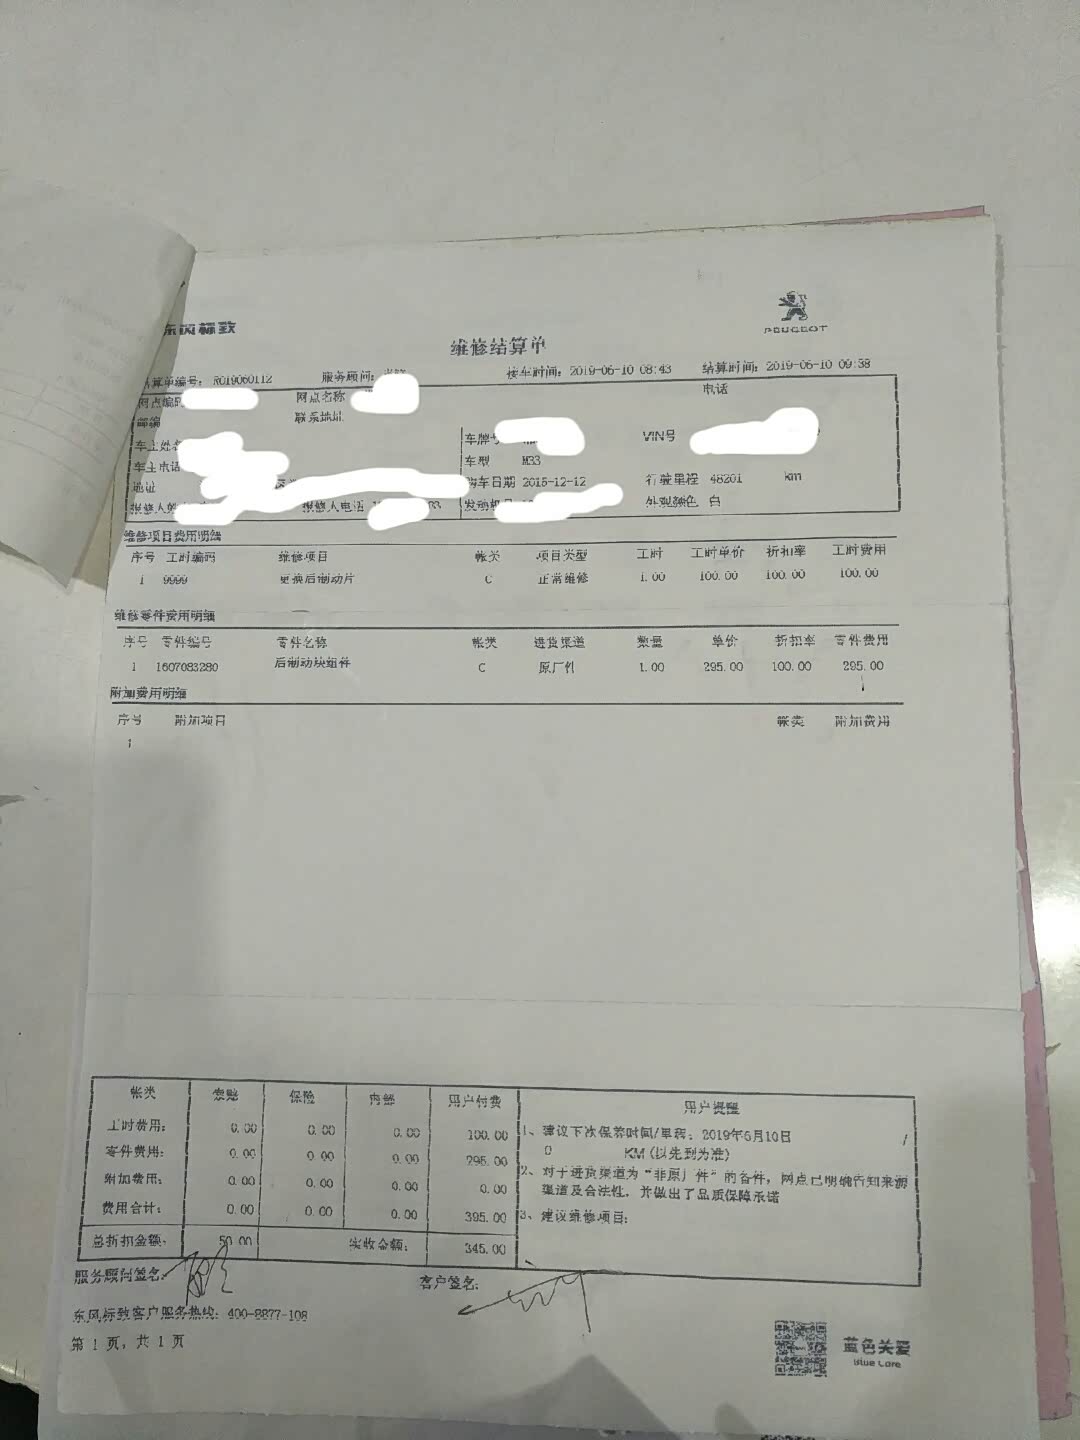 东风标致
PEUGEOT
维修结算单
结算单编号: RO19060112 服务顾问: 接车时间: 2019-06-10 08:43 结算时间: 2019-06-10 09:38
网点编码 网点名称 电话
邮编 联系地址
车主姓名 车牌号 VIN号
车主电话 车型 M33
地址 购车日期 2015-12-12 行驶里程 48201 km
报修人姓 报修人电话 发动机号 外观颜色 白
维修项目费用明细
序号 工时编码 维修项目 帐类 项目类型 工时 工时单价 折扣率 工时费用
1 9999 更换后制动片 C 正常维修 1.00 100.00 100.00 100.00
维修零件费用明细
序号 零件编号 零件名称 帐类 进货渠道 数量 单价 折扣率 零件费用
1 1607083280 后制动块组件 C 原厂件 1.00 295.00 100.00 295.00
附加费用明细
序号 附加项目 帐类 附加费用
1
帐类 索赔 保险 内部 用户付费 用户提醒
工时费用: 0.00 0.00 0.00 100.00 1、建议下次保养时间/里程: 2019年6月10日 /
零件费用: 0.00 0.00 0.00 295.00 0 KM (以先到为准)
附加费用: 0.00 0.00 0.00 0.00 2、对于进货渠道为“非原厂件”的备件, 网点已明确告知来源
渠道及合法性, 并做出了品质保障承诺
费用合计: 0.00 0.00 0.00 395.00 3、建议维修项目:
总折扣金额: 50.00 实收金额: 345.00
服务顾问签名: 客户签名:
东风标致客户服务热线: 400-8877-108
第 1 页, 共 1 页
蓝色关爱
Blue Care